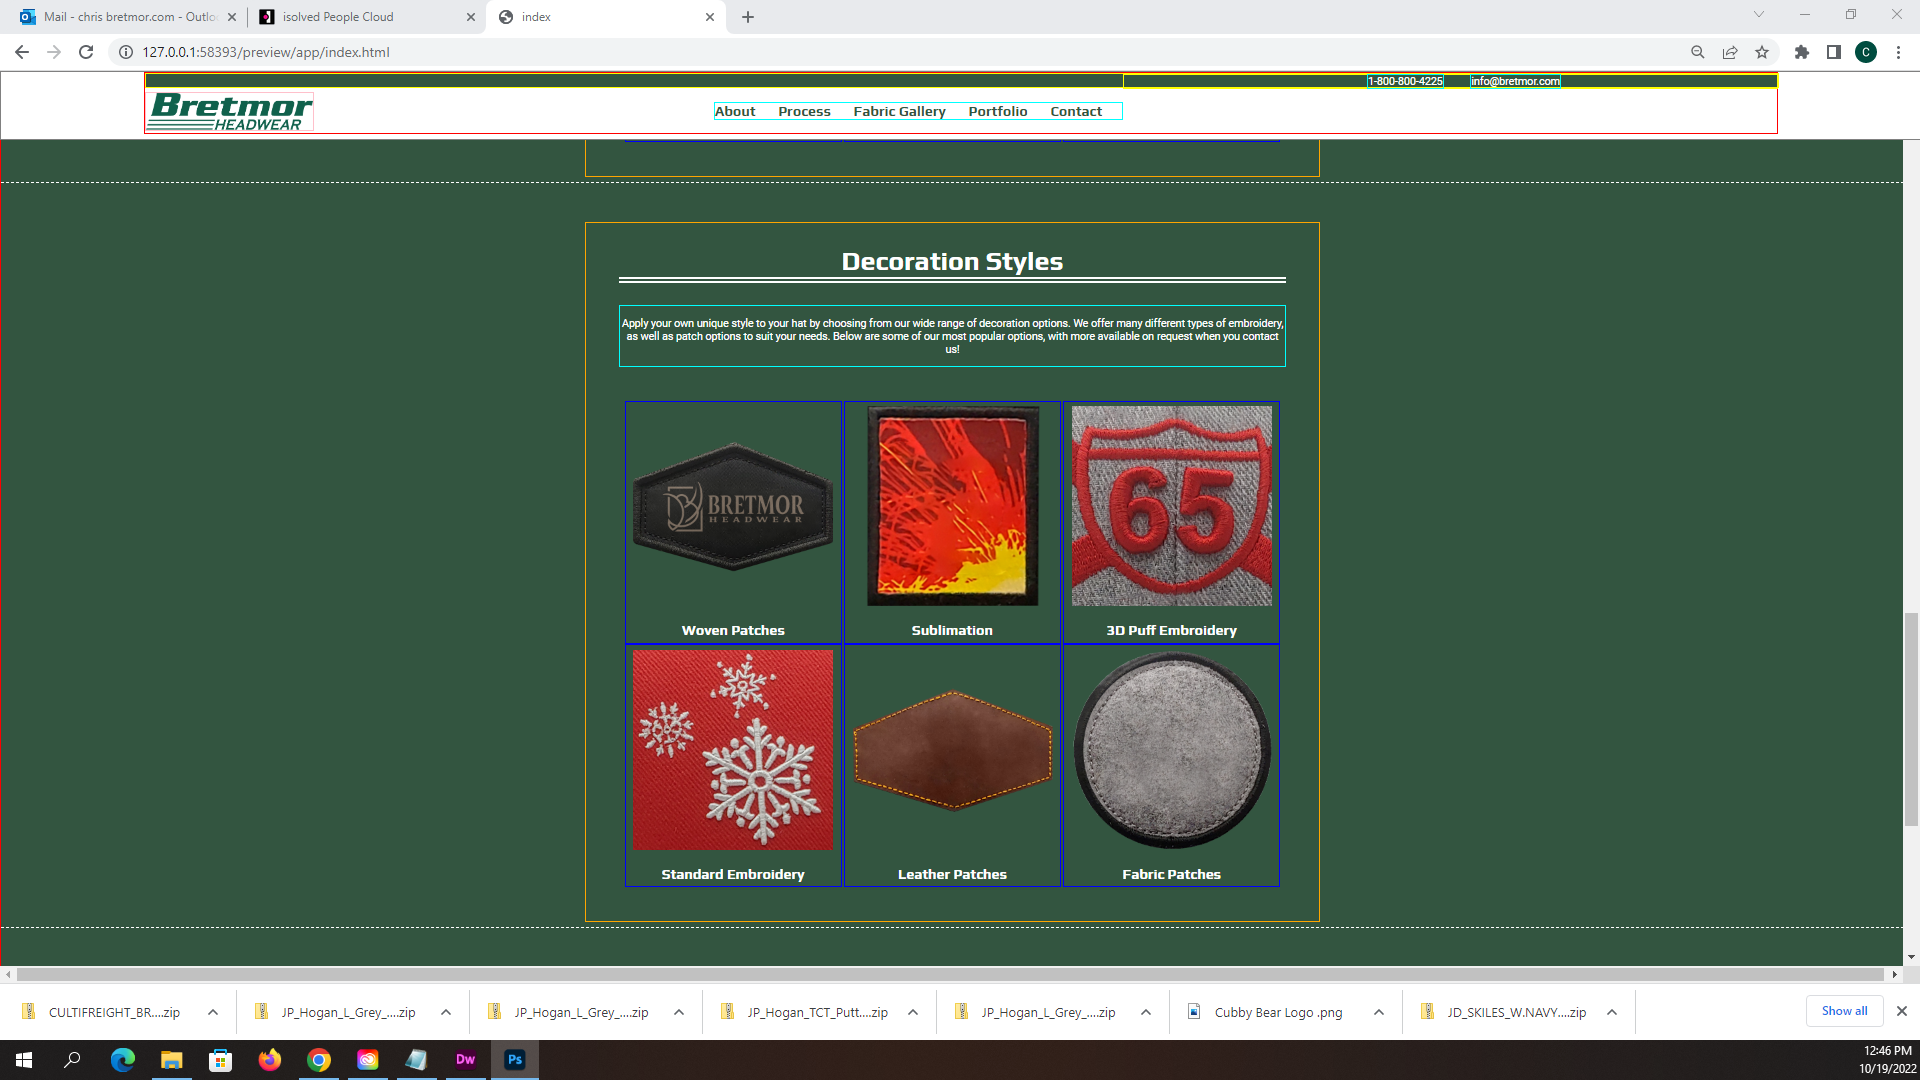 Mail - chris bretmor.com - Outlo
isolved People Cloud
index
127.0.0.1:58393/preview/app/index.html
C
1-800-800-4225
info@bretmor.com
Bretmor
HEADWEAR
About
Process
Fabric Gallery
Portfolio
Contact
Decoration Styles
Apply your own unique style to your hat by choosing from our wide range of decoration options. We offer many different types of embroidery,
as well as patch options to suit your needs. Below are some of our most popular options, with more available on request when you contact
us!
BRETMOR
HEADWEAR
65
Woven Patches
Sublimation
3D Puff Embroidery
Standard Embroidery
Leather Patches
Fabric Patches
CULTIFREIGHT_BR....zip
JP_Hogan_L_Grey_....zip
JP_Hogan_L_Grey_....zip
JP_Hogan_TCT_Putt....zip
JP_Hogan_L_Grey_....zip
Cubby Bear Logo .png
JD_SKILES_W.NAVY....zip
Show all
Dw
Ps
12:46 PM
10/19/2022